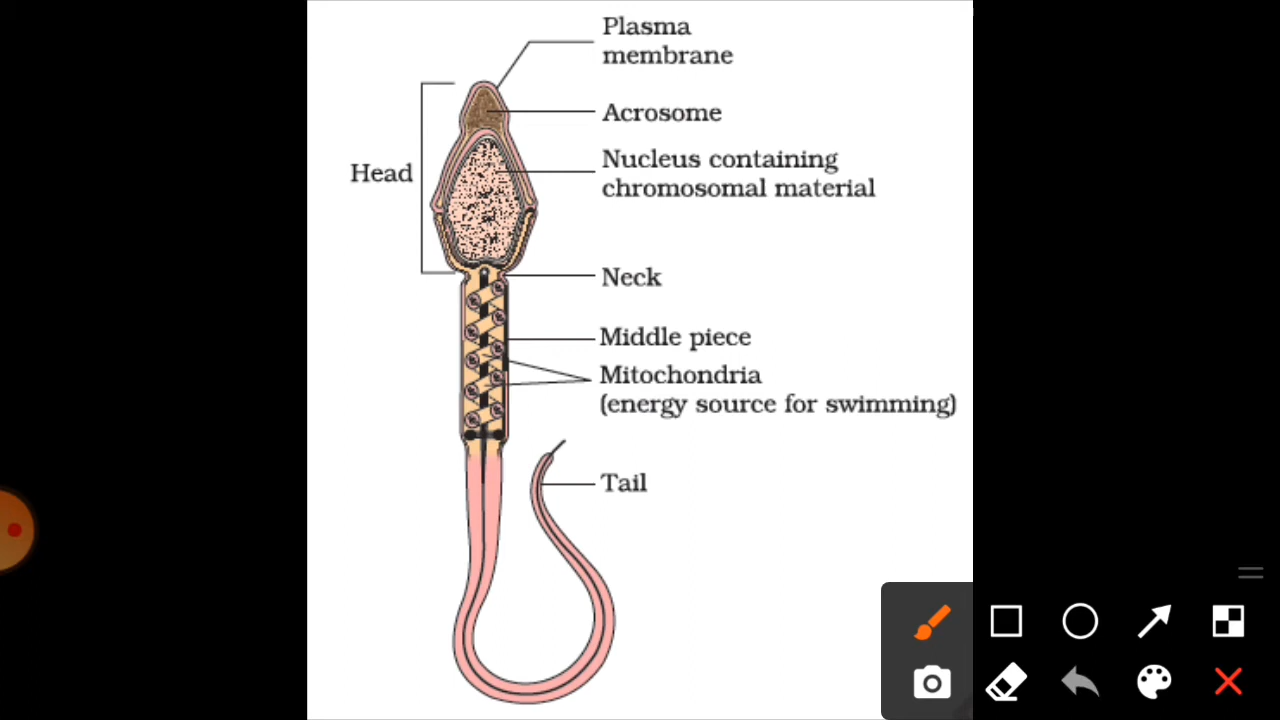 Plasma
membrane
Acrosome
Head
Nucleus containing
chromosomal material
Neck
Middle piece
Mitochondria
(energy source for swimming)
Tail